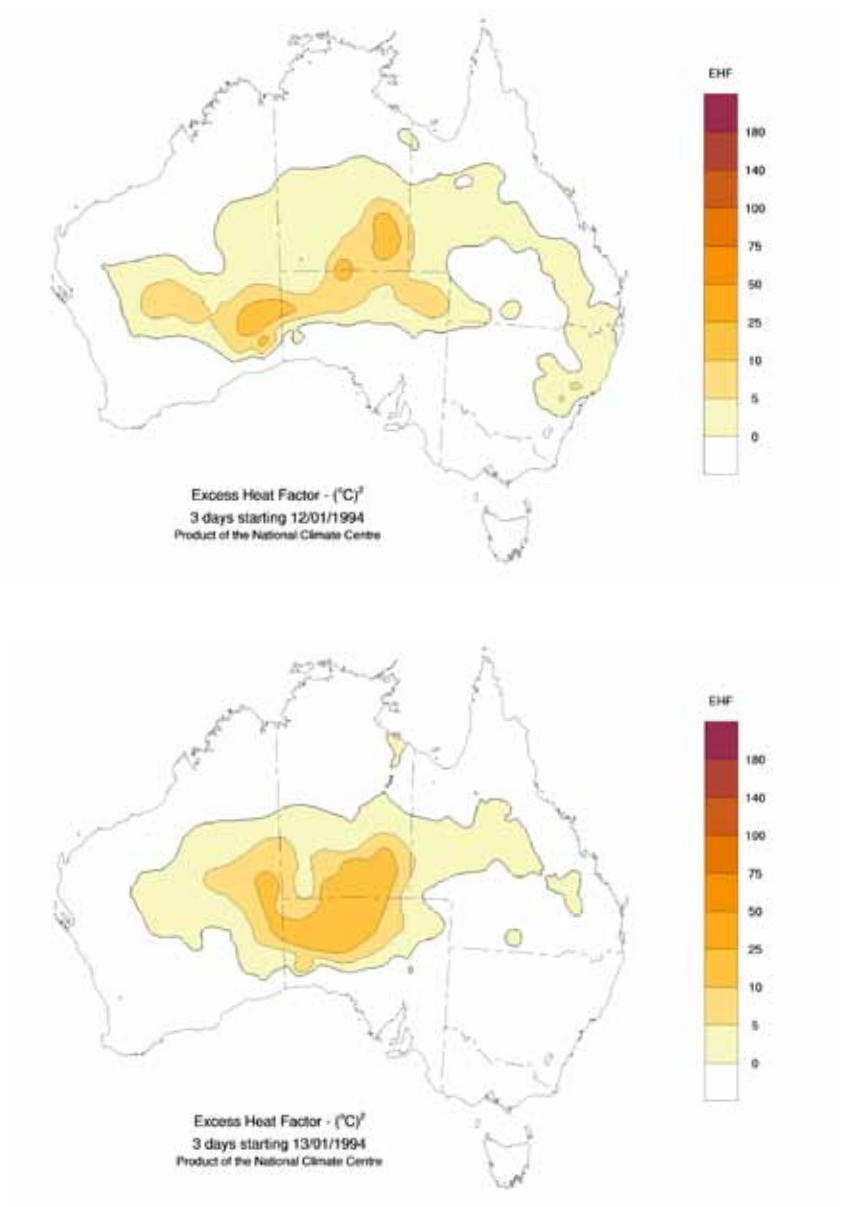 EHF
180
140
100
75
50
25
10
5
0
Excess Heat Factor - (°C)²
3 days starting 12/01/1994
Product of the National Climate Centre
EHF
180
140
100
75
50
25
10
5
0
Excess Heat Factor - (°C)²
3 days starting 13/01/1994
Product of the National Climate Centre